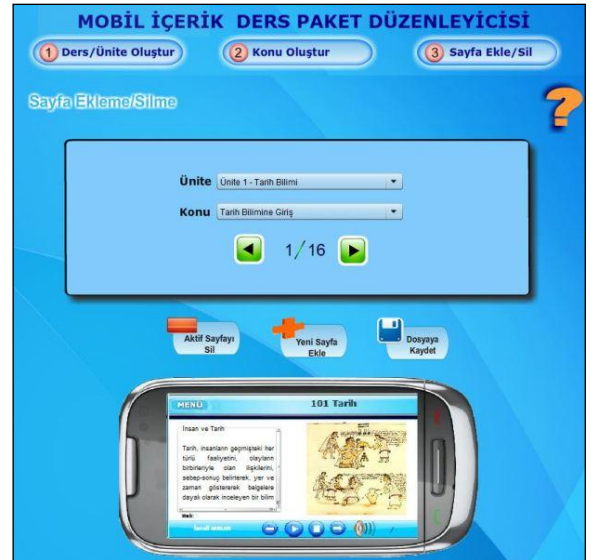 MOBİL İÇERİK DERS PAKET DÜZENLEYİCİSİ
1 Ders/Ünite Oluştur
2 Konu Oluştur
3 Sayfa Ekle/Sil
Sayfa Ekleme/Silme
?
Ünite Ünite 1 - Tarih Bilimi
Konu Tarih Bilimine Giriş
1/16
Aktif Sayfayı
Sil
Yeni Sayfa
Ekle
Dosyaya
Kaydet
MENÜ
101 Tarih
İnsan ve Tarih
Tarih, insanların geçmişteki her
türlü faaliyetini, olayların
birbirleriyle olan ilişkilerini,
sebep-sonuç belirterek, yer ve
zaman göstererek belgelere
dayalı olarak inceleyen bir bilim